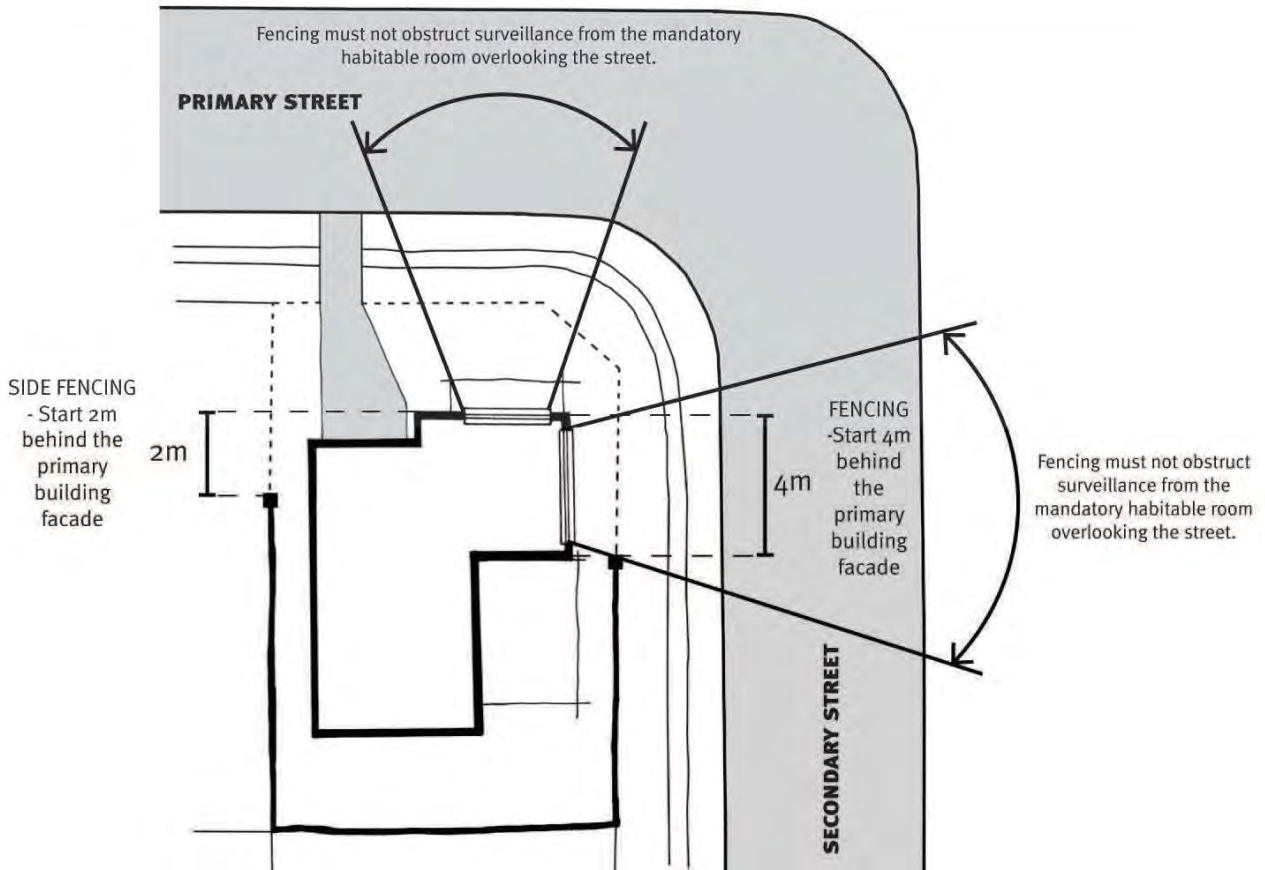 Fencing must not obstruct surveillance from the mandatory
habitable room overlooking the street.
PRIMARY STREET
SIDE FENCING
- Start 2m
behind the
primary
building
facade
2m
4m
FENCING
-Start 4m
behind
the
primary
building
facade
Fencing must not obstruct
surveillance from the
mandatory habitable room
overlooking the street.
SECONDARY STREET